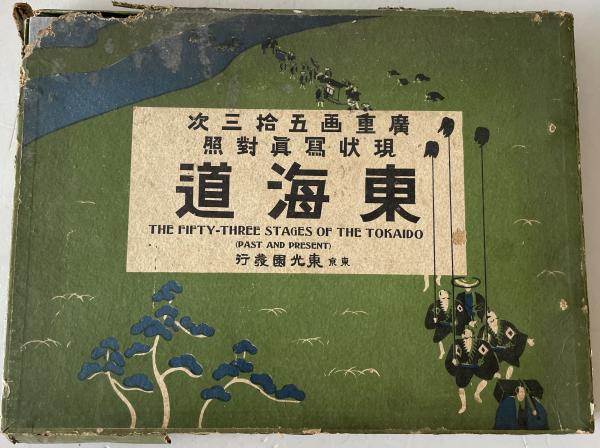 廣重画五拾三次
現状寫眞對照
東海道
THE FIFTY-THREE STAGES OF THE TOKAIDO
(PAST AND PRESENT)
東京 東光園發行